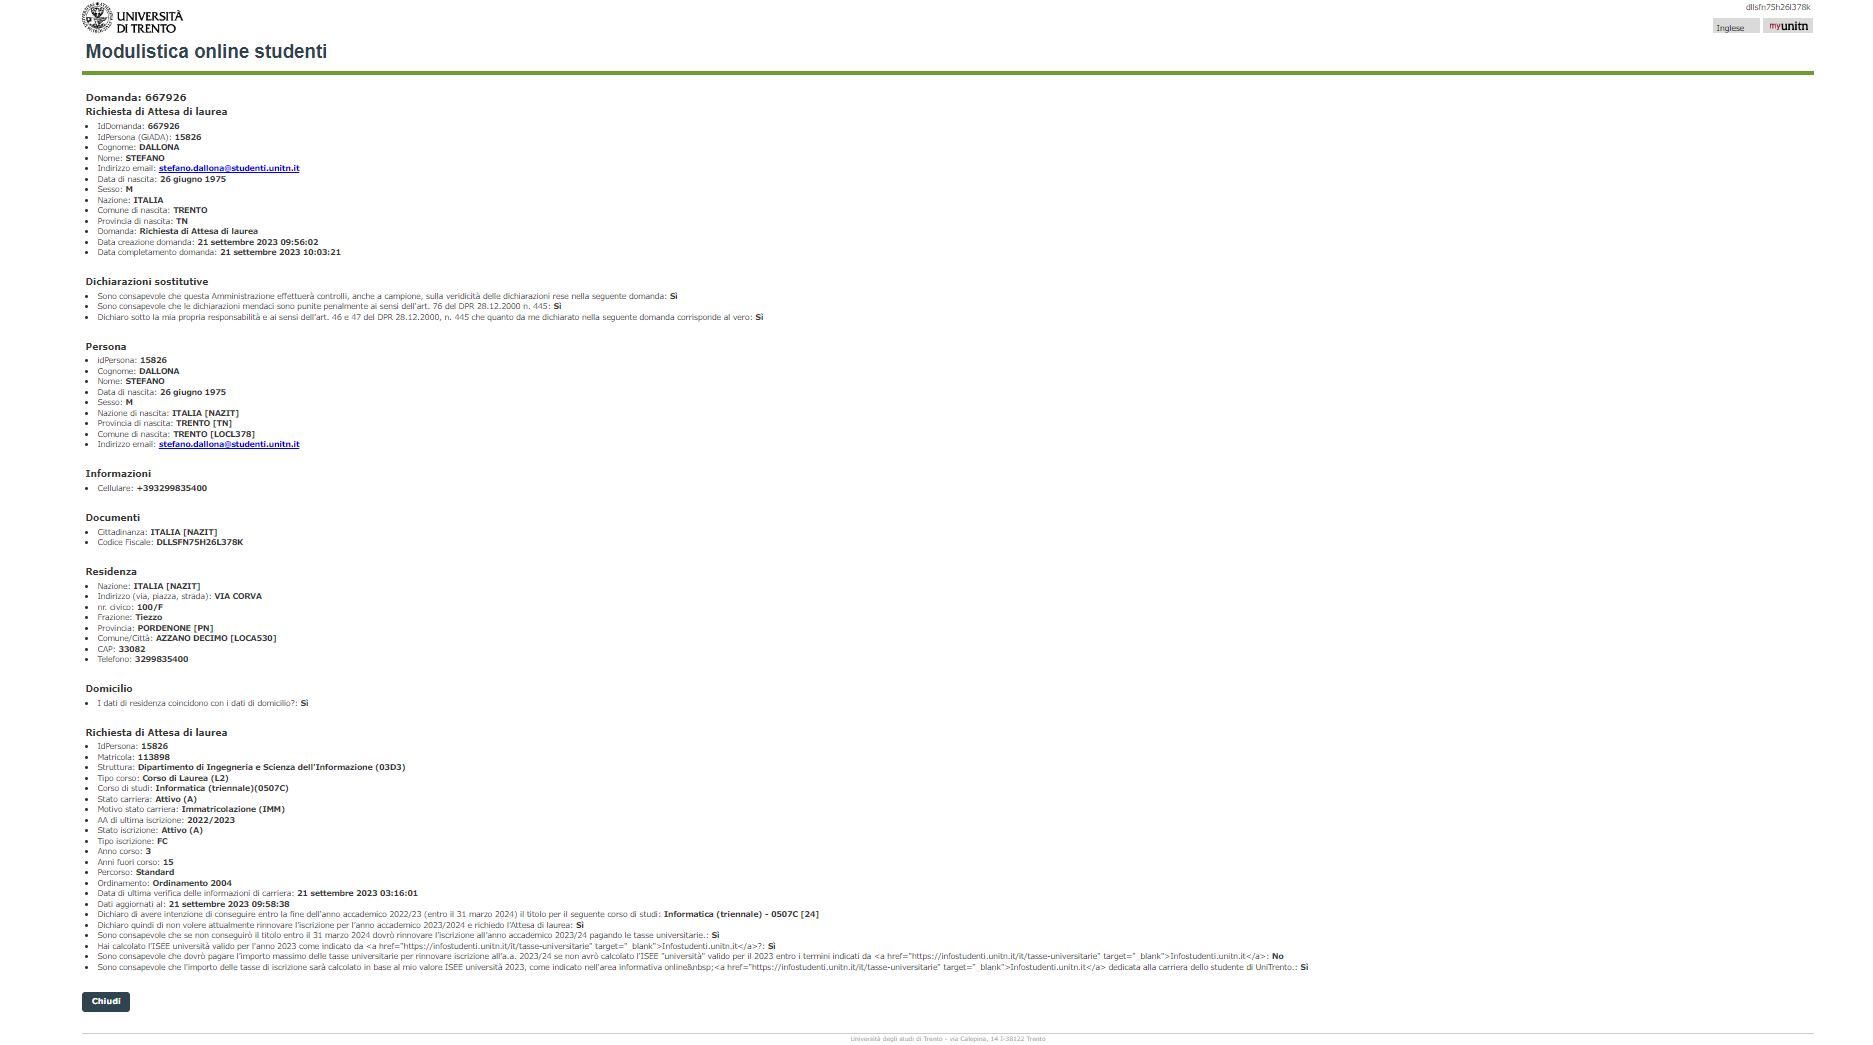 UNIVERSITÀ
DI TRENTO
dllsfn75h26l378k
Inglese
myunitn
Modulistica online studenti
Domanda: 667926
Richiesta di Attesa di laurea
IdDomanda: 667926
IdPersona (GiADA): 15826
Cognome: DALLONA
Nome: STEFANO
Indirizzo email: stefano.dallona@studenti.unitn.it
Data di nascita: 26 giugno 1975
Sesso: M
Nazione: ITALIA
Comune di nascita: TRENTO
Provincia di nascita: TN
Domanda: Richiesta di Attesa di laurea
Data creazione domanda: 21 settembre 2023 09:56:02
Data completamento domanda: 21 settembre 2023 10:03:21
Dichiarazioni sostitutive
Sono consapevole che questa Amministrazione effettuerà controlli, anche a campione, sulla veridicità delle dichiarazioni rese nella seguente domanda: Sì
Sono consapevole che le dichiarazioni mendaci sono punite penalmente ai sensi dell'art. 76 del DPR 28.12.2000 n. 445: Sì
Dichiaro sotto la mia propria responsabilità e ai sensi dell'art. 46 e 47 del DPR 28.12.2000, n. 445 che quanto da me dichiarato nella seguente domanda corrisponde al vero: Sì
Persona
idPersona: 15826
Cognome: DALLONA
Nome: STEFANO
Data di nascita: 26 giugno 1975
Sesso: M
Nazione di nascita: ITALIA [NAZIT]
Provincia di nascita: TRENTO [TN]
Comune di nascita: TRENTO [LOCL378]
Indirizzo email: stefano.dallona@studenti.unitn.it
Informazioni
Cellulare: +393299835400
Documenti
Cittadinanza: ITALIA [NAZIT]
Codice Fiscale: DLLSFN75H26L378K
Residenza
Nazione: ITALIA [NAZIT]
Indirizzo (via, piazza, strada): VIA CORVA
nr. civico: 100/F
Frazione: Tiezzo
Provincia: PORDENONE [PN]
Comune/Città: AZZANO DECIMO [LOCA530]
CAP: 33082
Telefono: 3299835400
Domicilio
I dati di residenza coincidono con i dati di domicilio?: Sì
Richiesta di Attesa di laurea
IdPersona: 15826
Matricola: 113898
Struttura: Dipartimento di Ingegneria e Scienza dell'Informazione (03D3)
Tipo corso: Corso di Laurea (L2)
Corso di studi: Informatica (triennale)(0507C)
Stato carriera: Attivo (A)
Motivo stato carriera: Immatricolazione (IMM)
AA di ultima iscrizione: 2022/2023
Stato iscrizione: Attivo (A)
Tipo iscrizione: FC
Anno corso: 3
Anni fuori corso: 15
Percorso: Standard
Ordinamento: Ordinamento 2004
Data di ultima verifica delle informazioni di carriera: 21 settembre 2023 03:16:01
Dati aggiornati al: 21 settembre 2023 09:58:38
Dichiaro di avere intenzione di conseguire entro la fine dell'anno accademico 2022/23 (entro il 31 marzo 2024) il titolo per il seguente corso di studi: Informatica (triennale) - 0507C [24]
Dichiaro quindi di non volere attualmente rinnovare l'iscrizione per l'anno accademico 2023/2024 e richiedo l'Attesa di laurea: Sì
Sono consapevole che se non conseguirò il titolo entro il 31 marzo 2024 dovrò rinnovare l'iscrizione all'anno accademico 2023/24 pagando le tasse universitarie.: Sì
Hai calcolato l'ISEE università valido per l'anno 2023 come indicato da <a href="https://infostudenti.unitn.it/it/tasse-universitarie" target="_blank">Infostudenti.unitn.it</a>?: Sì
Sono consapevole che dovrò pagare l'importo massimo delle tasse universitarie per rinnovare iscrizione all'a.a. 2023/24 se non avrò calcolato l'ISEE "università" valido per il 2023 entro i termini indicati da <a href="https://infostudenti.unitn.it/it/tasse-universitarie" target="_blank">Infostudenti.unitn.it</a>: No
Sono consapevole che l'importo delle tasse di iscrizione sarà calcolato in base al mio valore ISEE università 2023, come indicato nell'area informativa online&nbsp;<a href="https://infostudenti.unitn.it/it/tasse-universitarie" target="_blank">Infostudenti.unitn.it</a> dedicata alla carriera dello studente di UniTrento.: Sì
Chiudi
Università degli studi di Trento - via Calepina, 14 I-38122 Trento